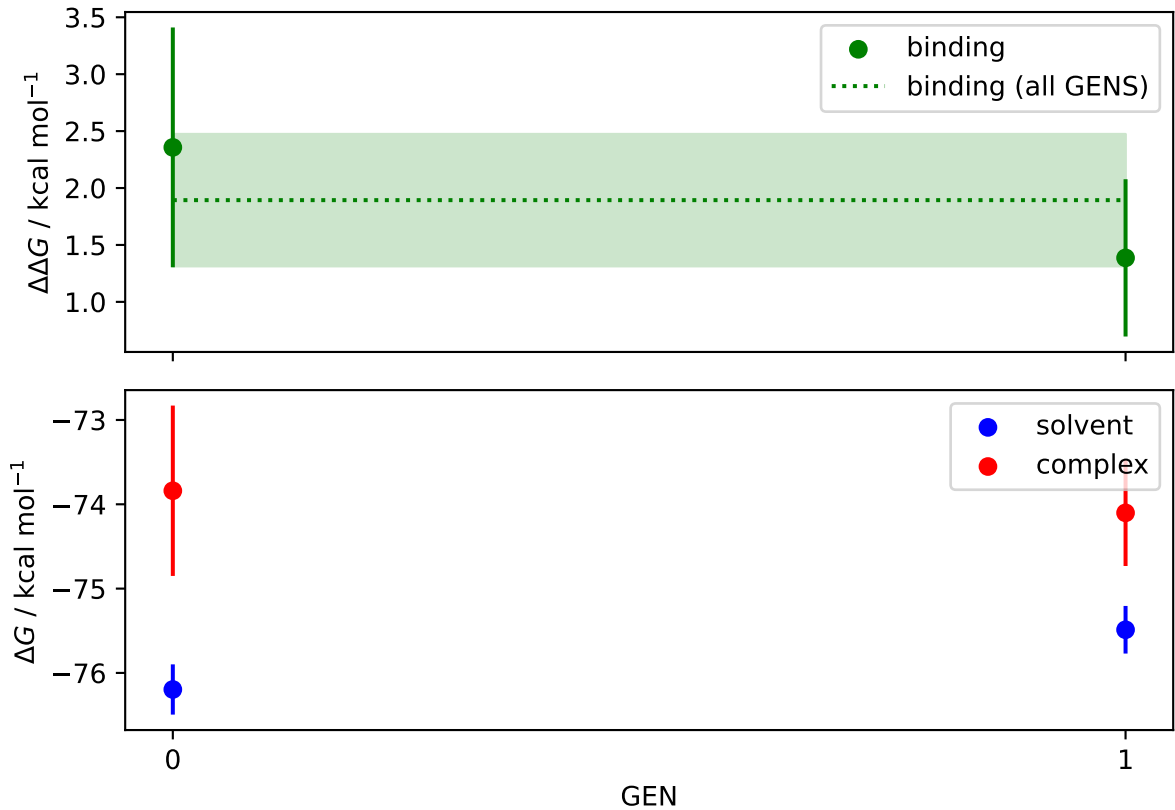 3.5
3.0
2.5
2.0
1.5
1.0
ΔΔG / kcal mol⁻¹
binding
binding (all GENS)
−73
−74
−75
−76
ΔG / kcal mol⁻¹
solvent
complex
0
1
GEN